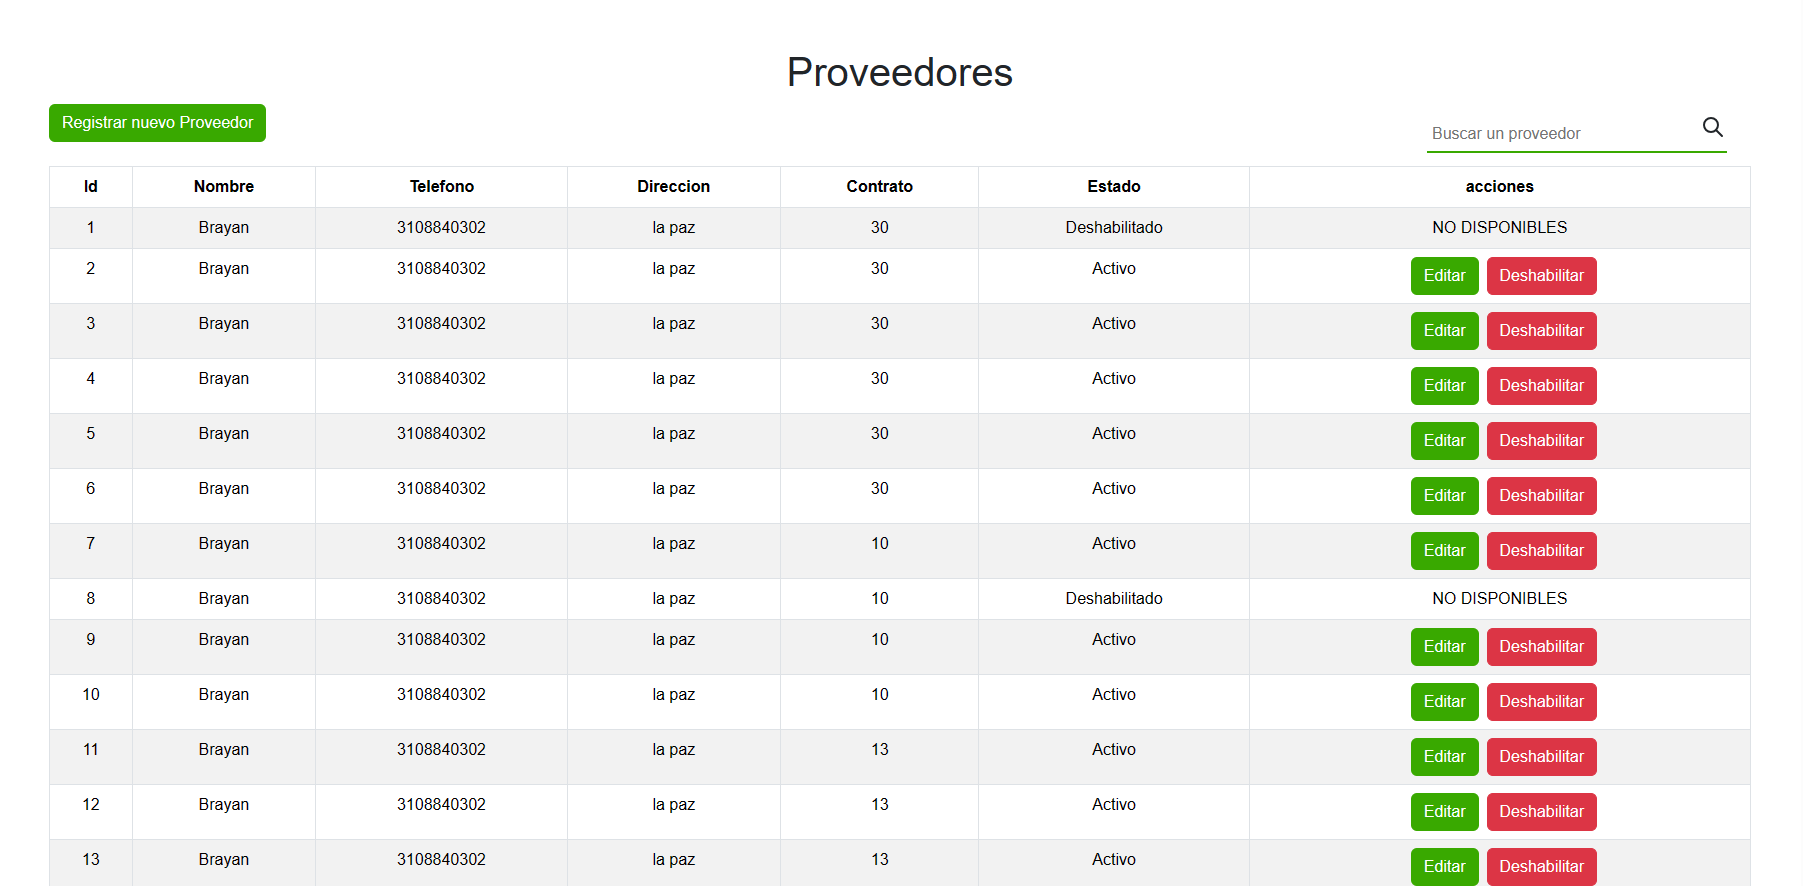 Proveedores
Registrar nuevo Proveedor
Buscar un proveedor
Id Nombre Telefono Direccion Contrato Estado acciones
1 Brayan 3108840302 la paz 30 Deshabilitado NO DISPONIBLES
2 Brayan 3108840302 la paz 30 Activo Editar Deshabilitar
3 Brayan 3108840302 la paz 30 Activo Editar Deshabilitar
4 Brayan 3108840302 la paz 30 Activo Editar Deshabilitar
5 Brayan 3108840302 la paz 30 Activo Editar Deshabilitar
6 Brayan 3108840302 la paz 30 Activo Editar Deshabilitar
7 Brayan 3108840302 la paz 10 Activo Editar Deshabilitar
8 Brayan 3108840302 la paz 10 Deshabilitado NO DISPONIBLES
9 Brayan 3108840302 la paz 10 Activo Editar Deshabilitar
10 Brayan 3108840302 la paz 10 Activo Editar Deshabilitar
11 Brayan 3108840302 la paz 13 Activo Editar Deshabilitar
12 Brayan 3108840302 la paz 13 Activo Editar Deshabilitar
13 Brayan 3108840302 la paz 13 Activo Editar Deshabilitar